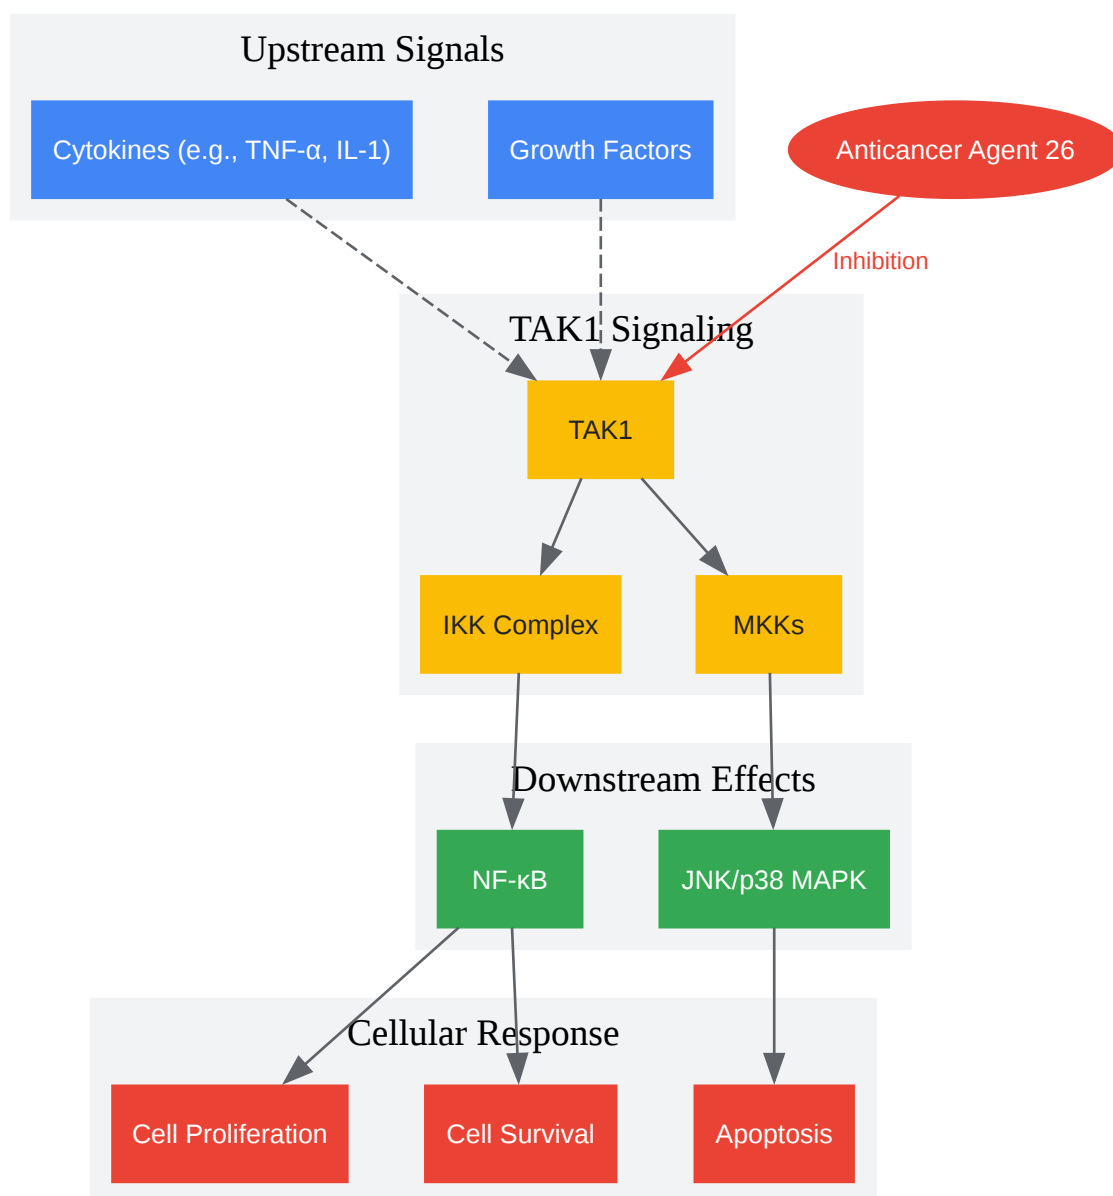 Upstream Signals
Cytokines (e.g., TNF-α, IL-1)
Growth Factors
Anticancer Agent 26
Inhibition
TAK1 Signaling
TAK1
IKK Complex
MKKs
Downstream Effects
NF-κB
JNK/p38 MAPK
Cellular Response
Cell Proliferation
Cell Survival
Apoptosis